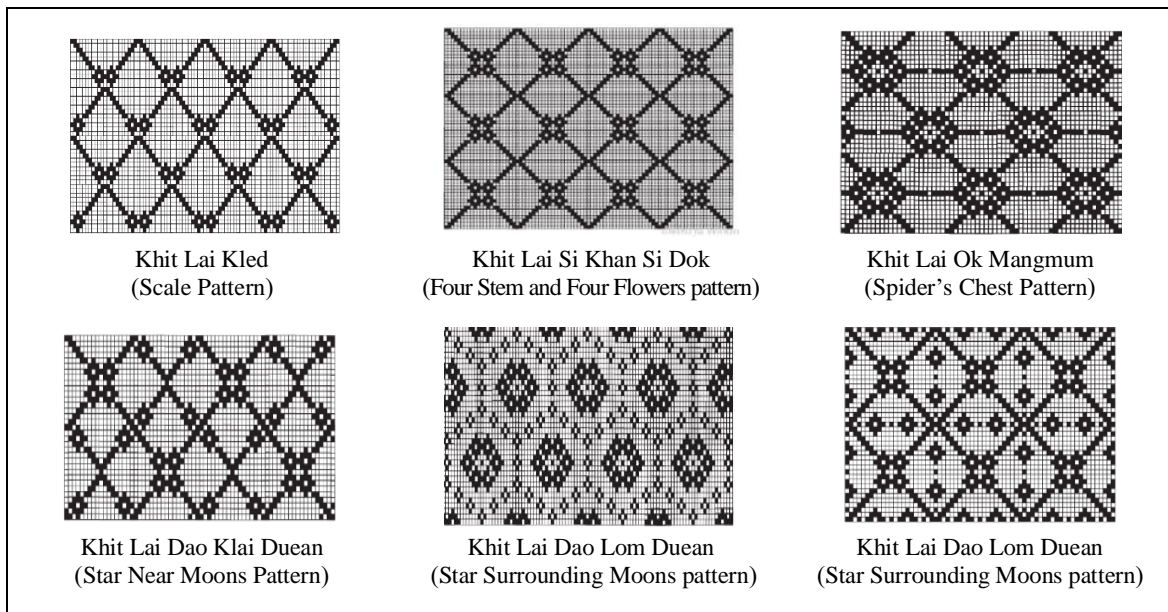 Khit Lai Kled
(Scale Pattern)
Khit Lai Si Khan Si Dok
(Four Stem and Four Flowers pattern)
Khit Lai Ok Mangmum
(Spider’s Chest Pattern)
Khit Lai Dao Klai Duean
(Star Near Moons Pattern)
Khit Lai Dao Lom Duean
(Star Surrounding Moons pattern)
Khit Lai Dao Lom Duean
(Star Surrounding Moons pattern)